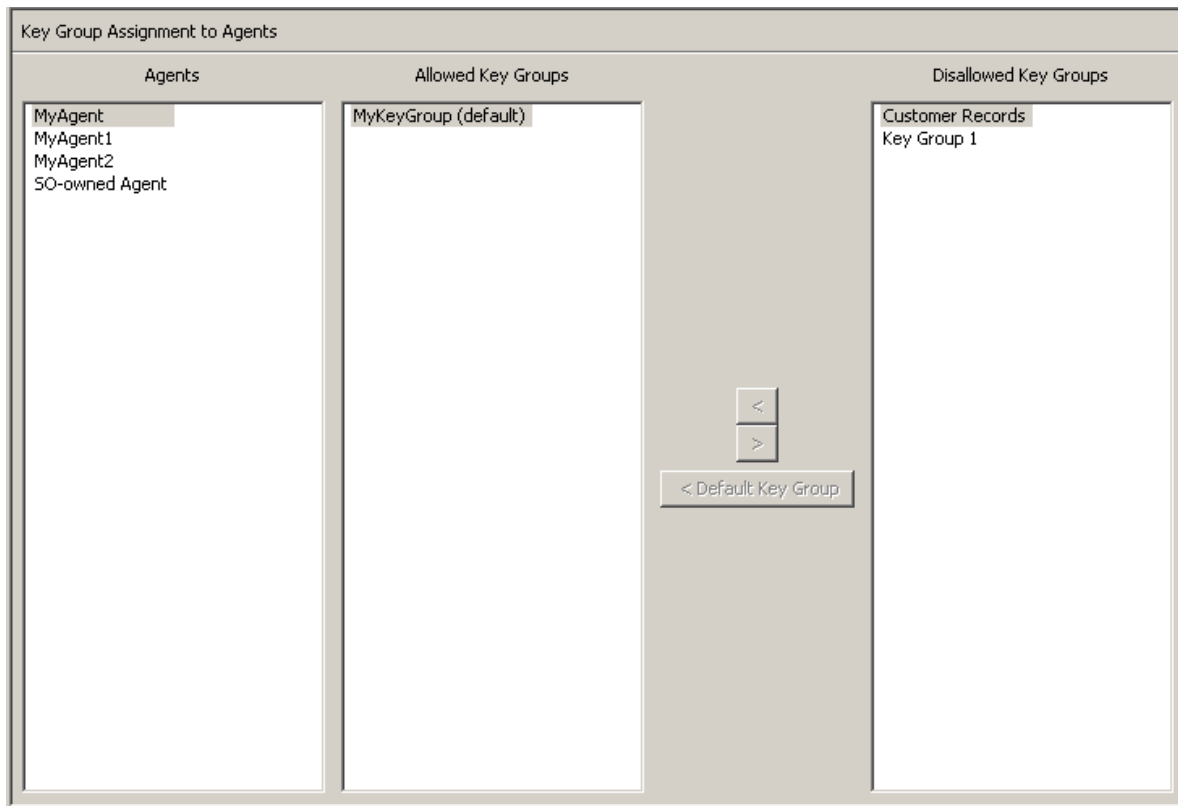 Key Group Assignment to Agents
Agents
Allowed Key Groups
Disallowed Key Groups
MyAgent
MyAgent1
MyAgent2
SO-owned Agent
MyKeyGroup (default)
<
>
< Default Key Group
Customer Records
Key Group 1